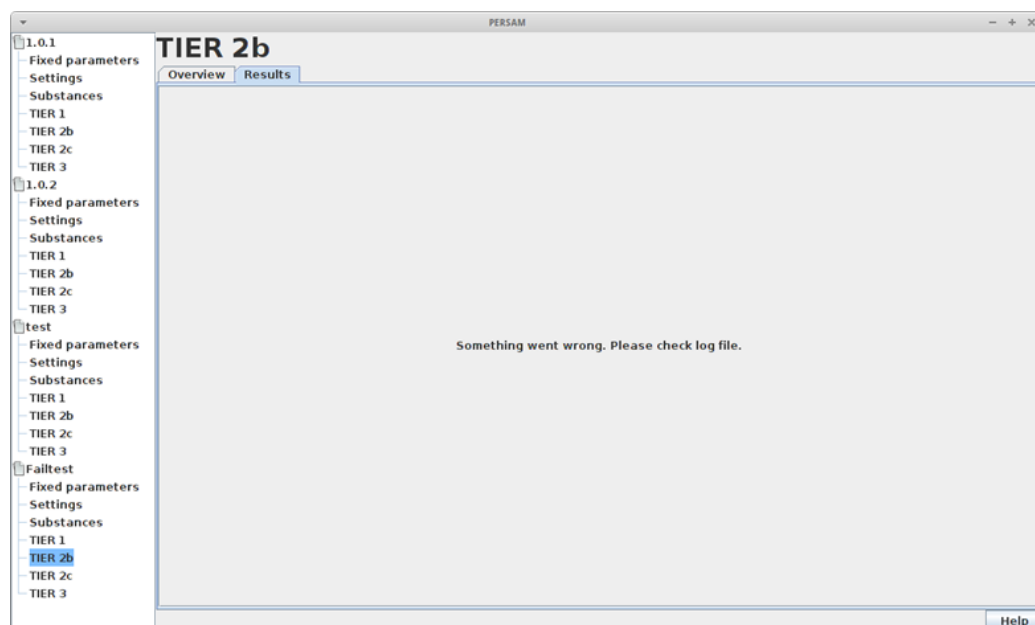 PERSAM
1.0.1
Fixed parameters
Settings
Substances
TIER 1
TIER 2b
TIER 2c
TIER 3
1.0.2
Fixed parameters
Settings
Substances
TIER 1
TIER 2b
TIER 2c
TIER 3
test
Fixed parameters
Settings
Substances
TIER 1
TIER 2b
TIER 2c
TIER 3
Failtest
Fixed parameters
Settings
Substances
TIER 1
TIER 2b
TIER 2c
TIER 3
TIER 2b
Overview Results
Something went wrong. Please check log file.
Help